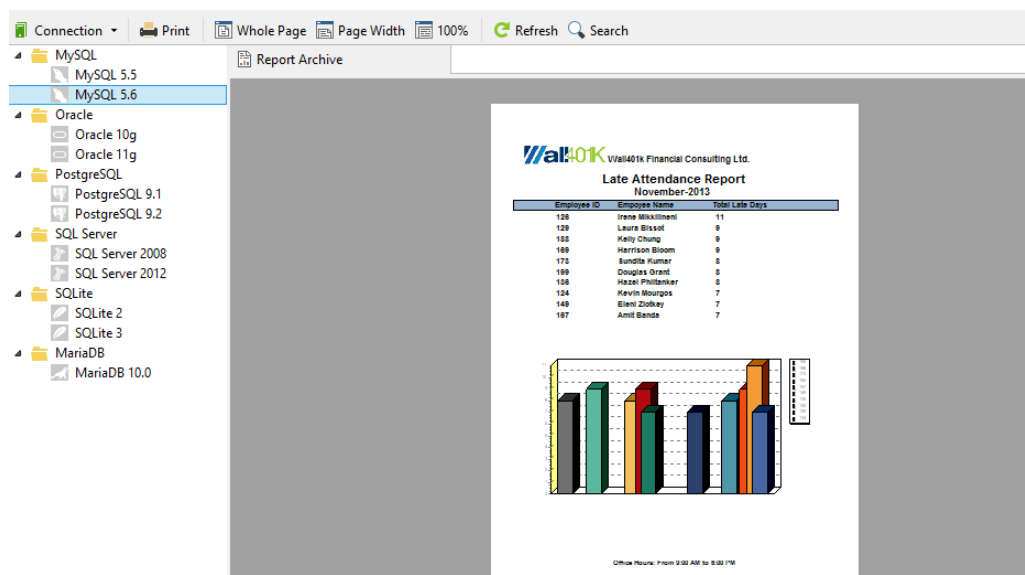 Connection Print Whole Page Page Width 100% Refresh Search
MySQL
MySQL 5.5
MySQL 5.6
Oracle
Oracle 10g
Oracle 11g
PostgreSQL
PostgreSQL 9.1
PostgreSQL 9.2
SQL Server
SQL Server 2008
SQL Server 2012
SQLite
SQLite 2
SQLite 3
MariaDB
MariaDB 10.0
Report Archive
Wall401K Wall401k Financial Consulting Ltd.
Late Attendance Report
November-2013
Employee ID Empoyee Name Total Late Days
126 Irene Mikkilineni 11
129 Laura Bissot 9
188 Kelly Chung 9
169 Harrison Bloom 9
173 Sundita Kumar 8
199 Douglas Grant 8
136 Hazel Philtanker 8
124 Kevin Mourgos 7
149 Eleni Zlotkey 7
167 Amit Banda 7
Office Hours: From 9:00 AM to 6:00 PM